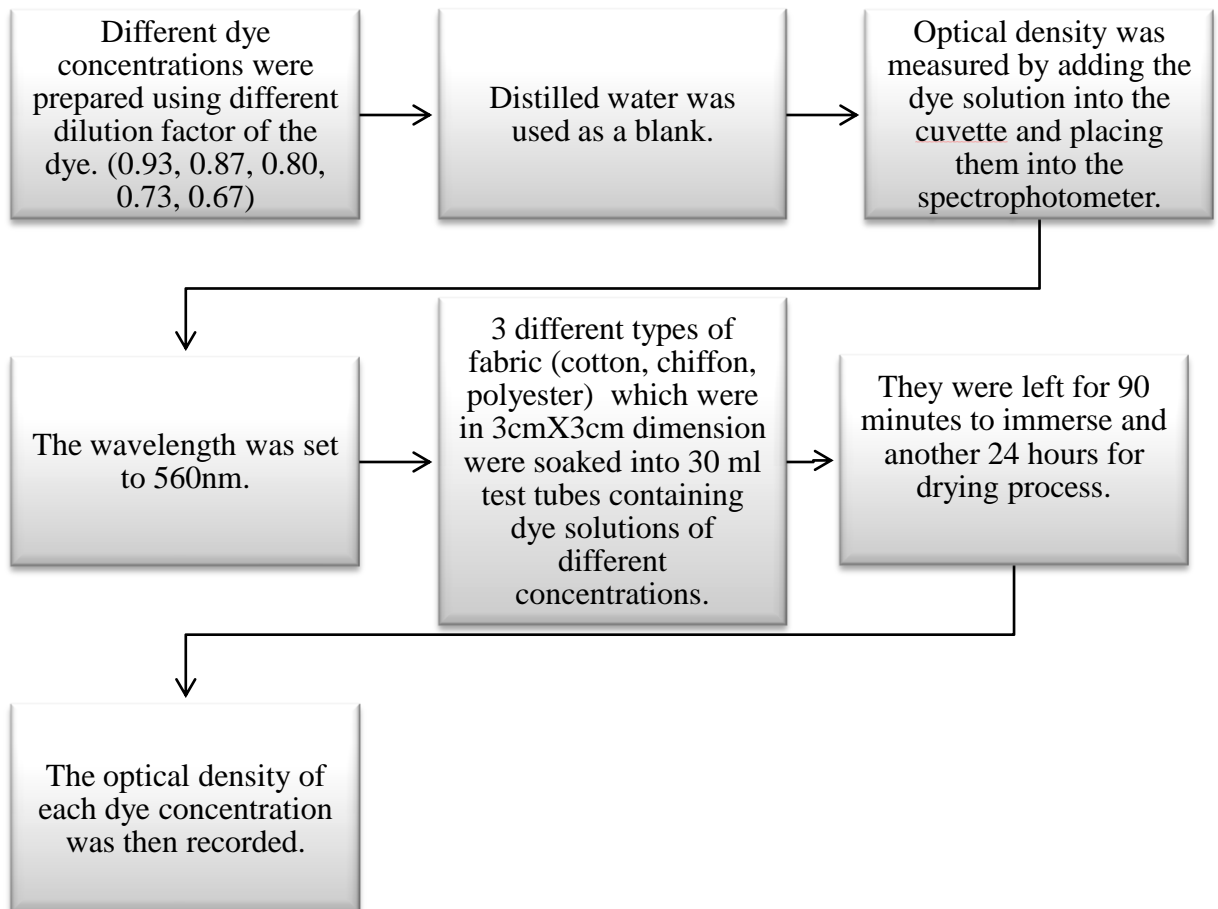 Different dye
concentrations were
prepared using different
dilution factor of the
dye. (0.93, 0.87, 0.80,
0.73, 0.67)
Distilled water was
used as a blank.
Optical density was
measured by adding the
dye solution into the
cuvette and placing
them into the
spectrophotometer.
The wavelength was set
to 560nm.
3 different types of
fabric (cotton, chiffon,
polyester) which were
in 3cmX3cm dimension
were soaked into 30 ml
test tubes containing
dye solutions of
different
concentrations.
They were left for 90
minutes to immerse and
another 24 hours for
drying process.
The optical density of
each dye concentration
was then recorded.